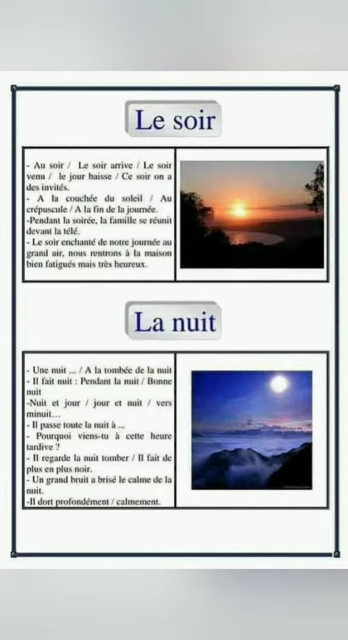 Le soir
- Au soir / Le soir arrive / Le soir
venu / le jour baisse / Ce soir on a
des invités.
- A la couchée du soleil / Au
crépuscule / A la fin de la journée.
-Pendant la soirée, la famille se réunit
devant la télé.
- Le soir enchanté de notre journée au
grand air, nous rentrons à la maison
bien fatigués mais très heureux.
La nuit
- Une nuit ... / A la tombée de la nuit
- Il fait nuit : Pendant la nuit / Bonne
nuit
-Nuit et jour / jour et nuit / vers
minuit…
- Il passe toute la nuit à ...
- Pourquoi viens-tu à cette heure
tardive ?
- Il regarde la nuit tomber / Il fait de
plus en plus noir.
- Un grand bruit a brisé le calme de la
nuit.
-Il dort profondément / calmement.